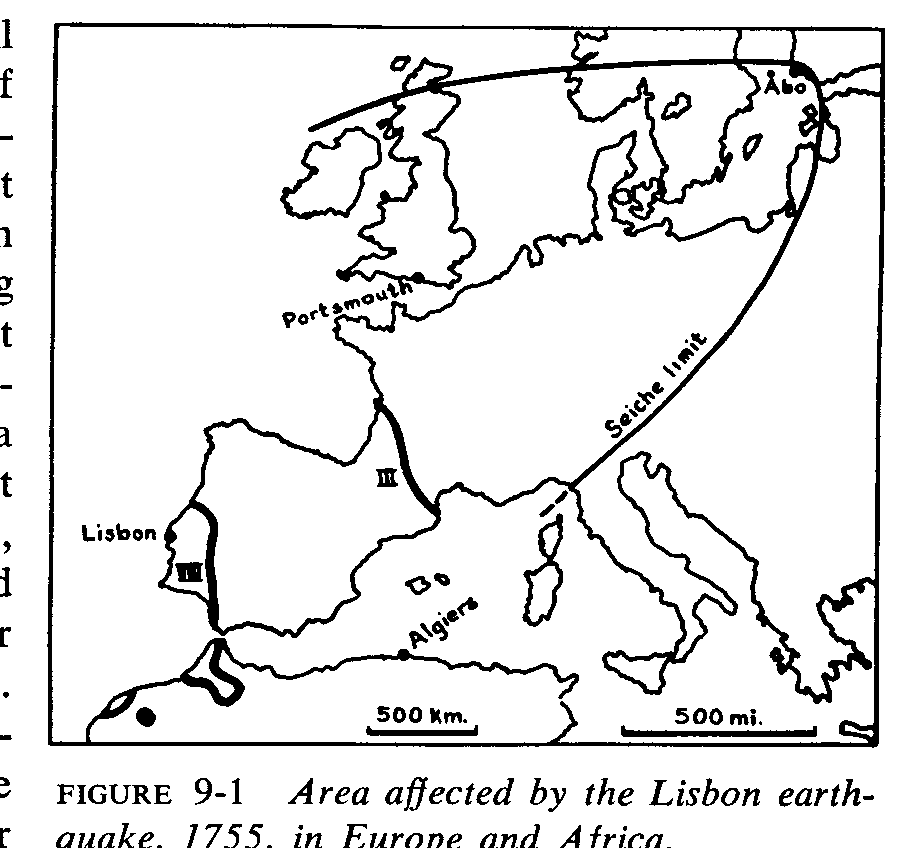 l
f
–
t
n
g
t
-
a
t
,
d
r
.
–
e
r
Åbo
Portsmouth
Seiche limit
III
Lisbon
VIII
Algiers
500 Km.
500 mi.
FIGURE 9-1 Area affected by the Lisbon earth-
quake, 1755, in Europe and Africa.